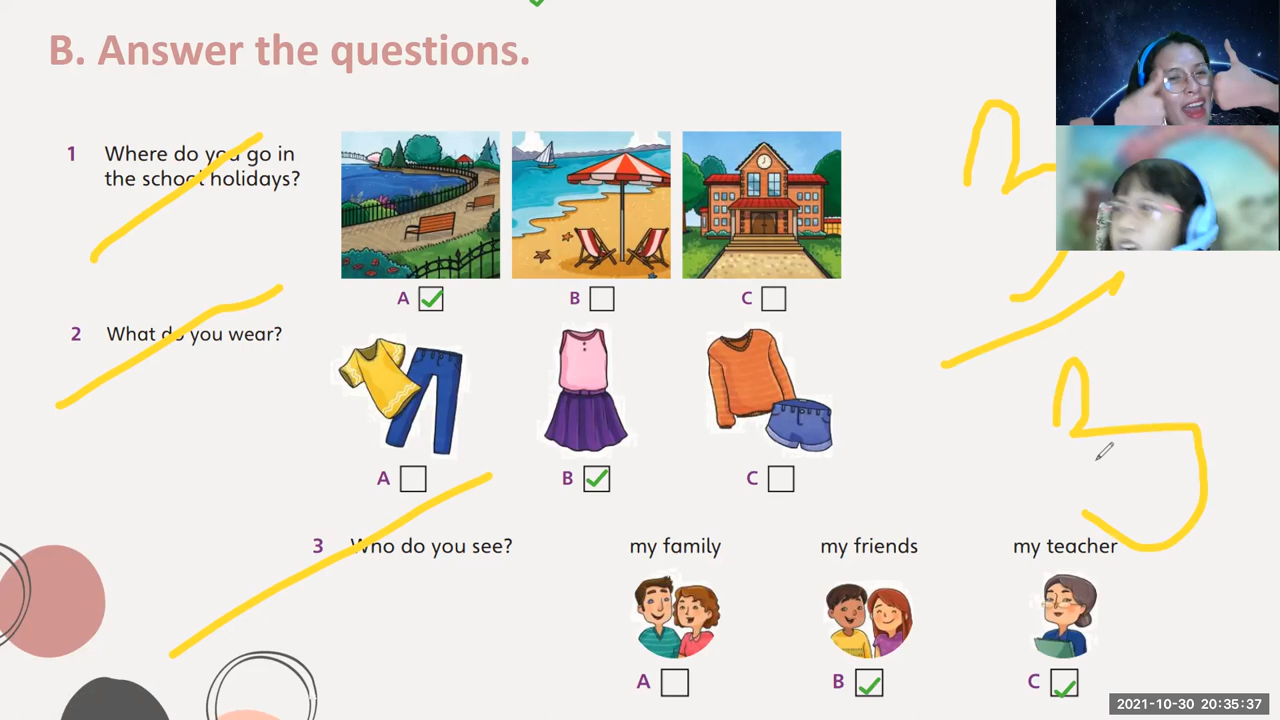 B. Answer the questions.
1 Where do you go in
the school holidays?
A B C
2 What do you wear?
A B C
3 Who do you see? my family my friends my teacher
A B C
2021-10-30 20:35:37